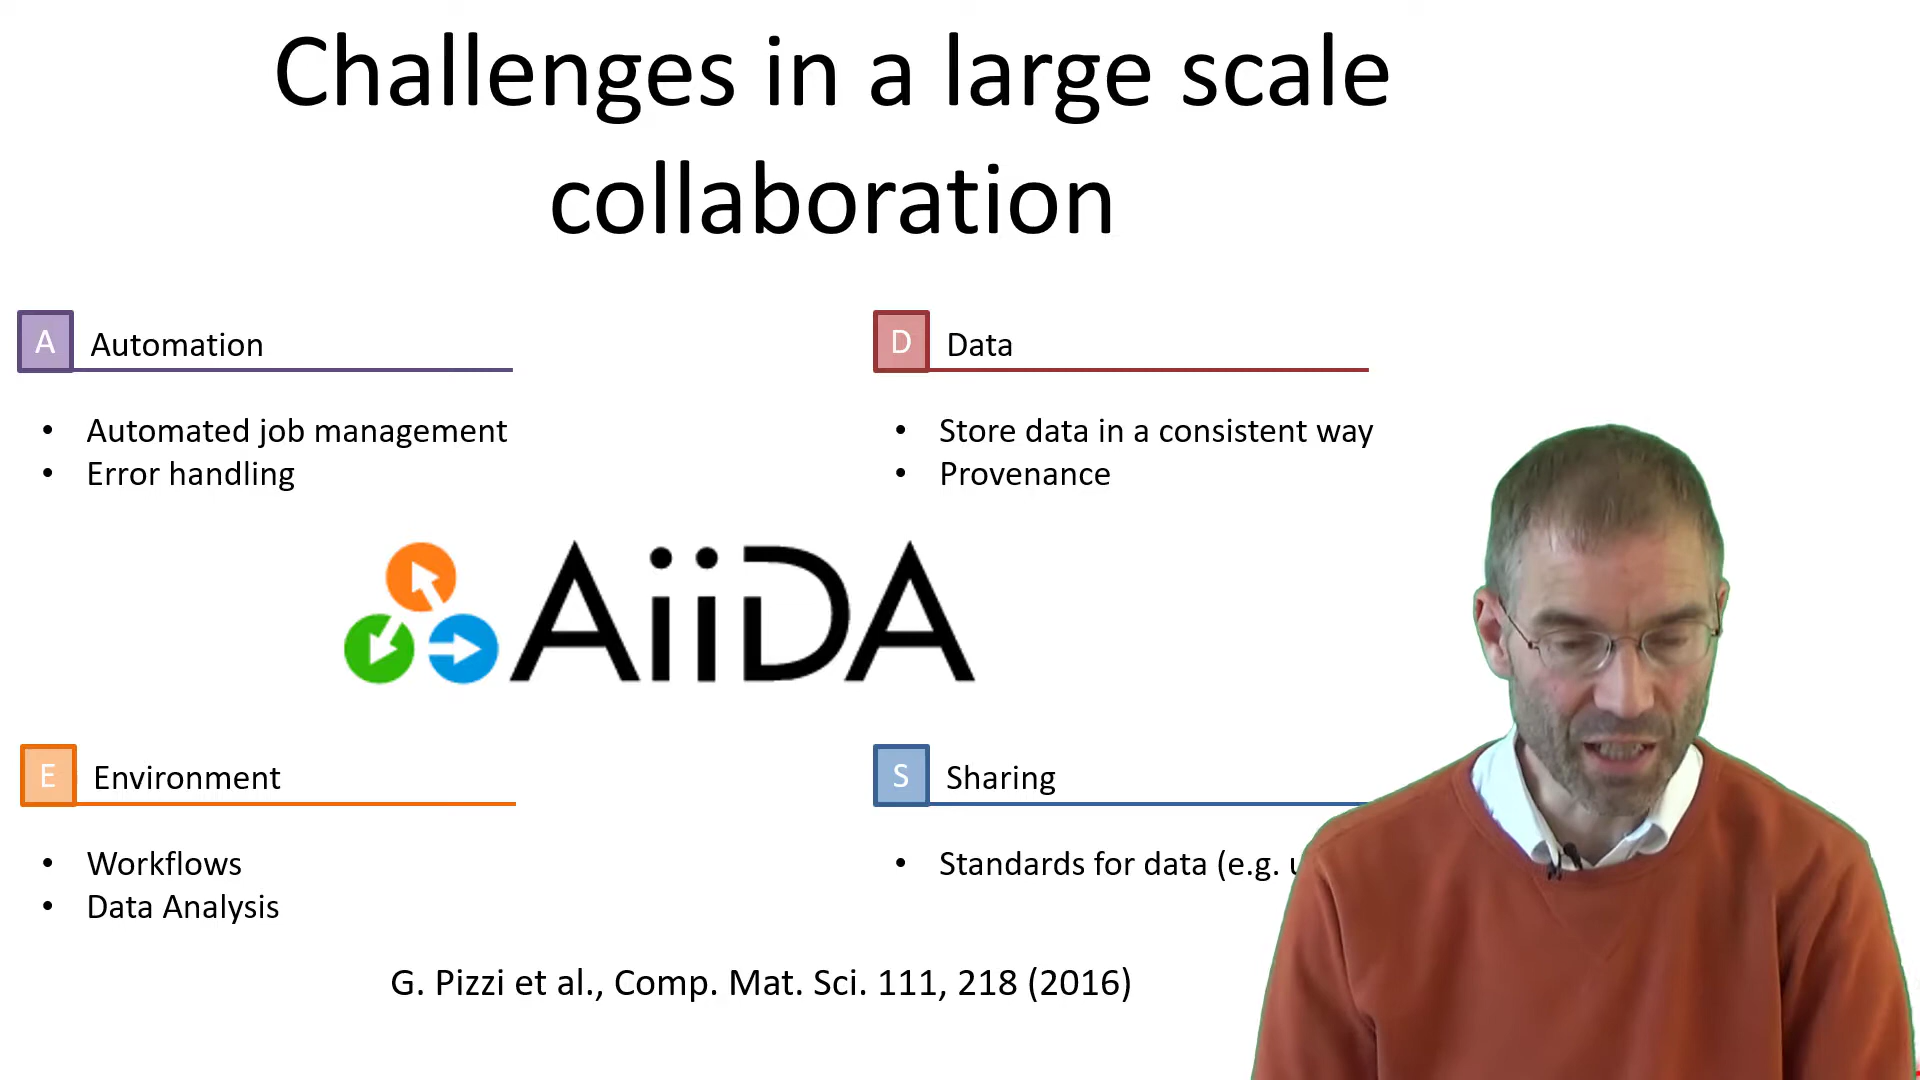 Challenges in a large scale
collaboration
A Automation
• Automated job management
• Error handling
D Data
• Store data in a consistent way
• Provenance
AiiDA
E Environment
• Workflows
• Data Analysis
S Sharing
• Standards for data (e.g.
G. Pizzi et al., Comp. Mat. Sci. 111, 218 (2016)